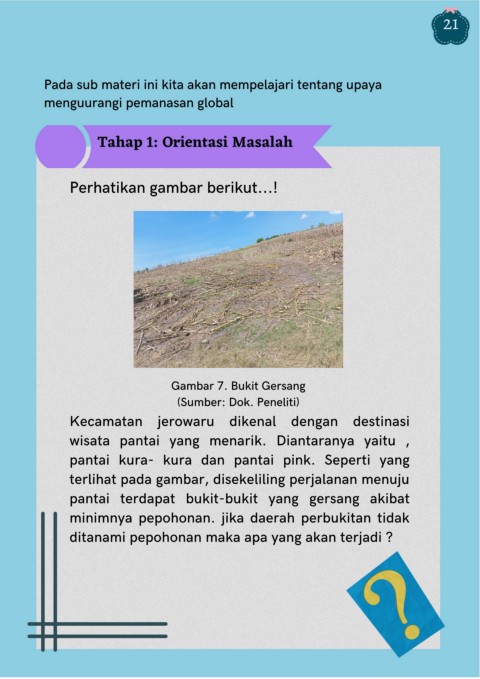 21
Pada sub materi ini kita akan mempelajari tentang upaya
menguurangi pemanasan global
Tahap 1: Orientasi Masalah
Perhatikan gambar berikut...!
Gambar 7. Bukit Gersang
(Sumber: Dok. Peneliti)
Kecamatan jerowaru dikenal dengan destinasi
wisata pantai yang menarik. Diantaranya yaitu ,
pantai kura- kura dan pantai pink. Seperti yang
terlihat pada gambar, disekeliling perjalanan menuju
pantai terdapat bukit-bukit yang gersang akibat
minimnya pepohonan. jika daerah perbukitan tidak
ditanami pepohonan maka apa yang akan terjadi ?
?